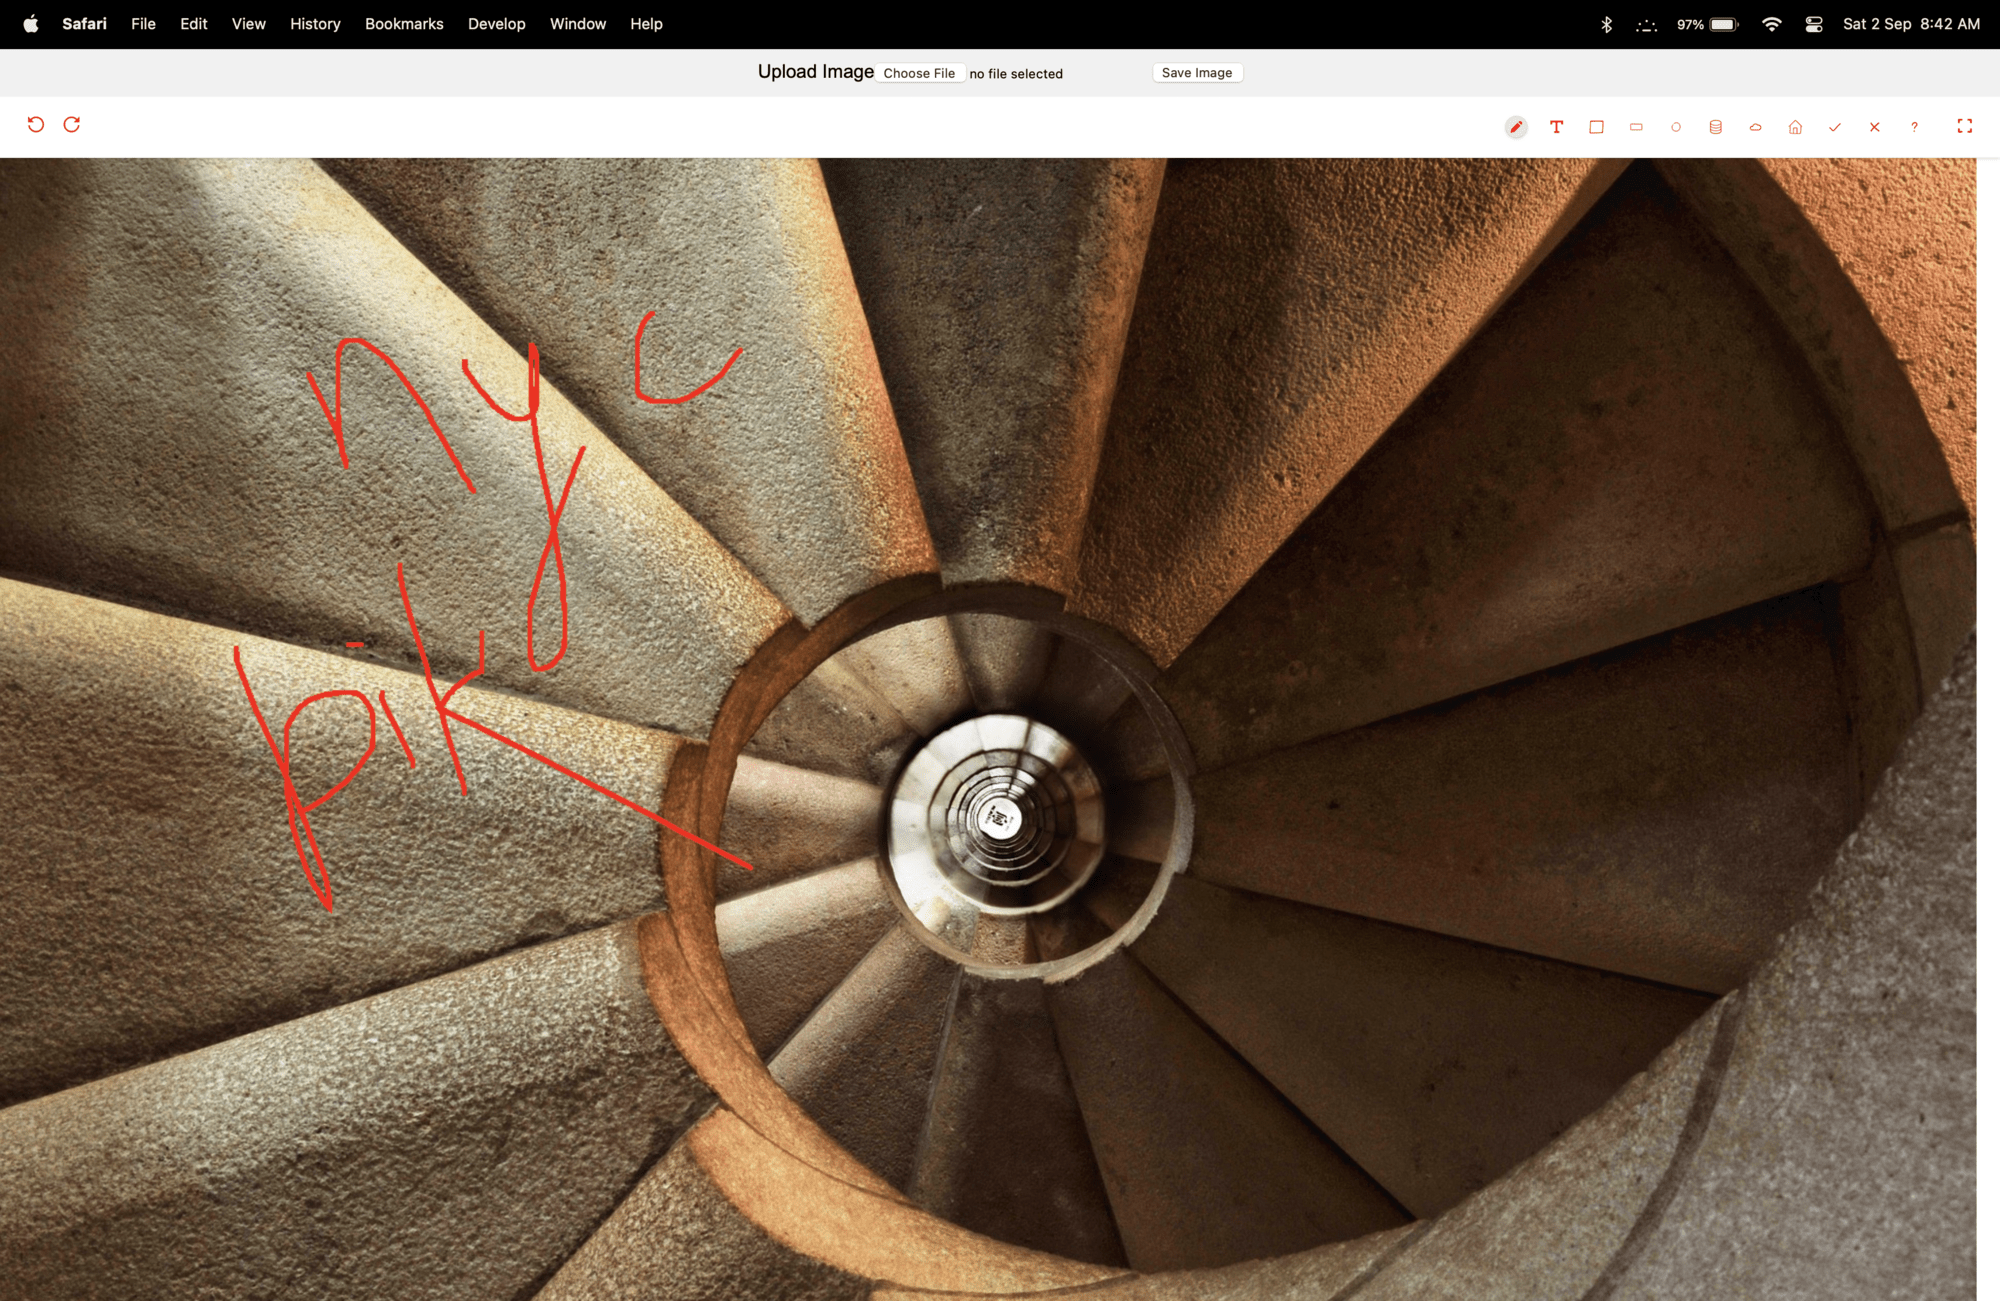 Safari File Edit View History Bookmarks Develop Window Help 97% Sat 2 Sep 8:42 AM
Upload Image Choose File no file selected Save Image
T ?
nyc
pik